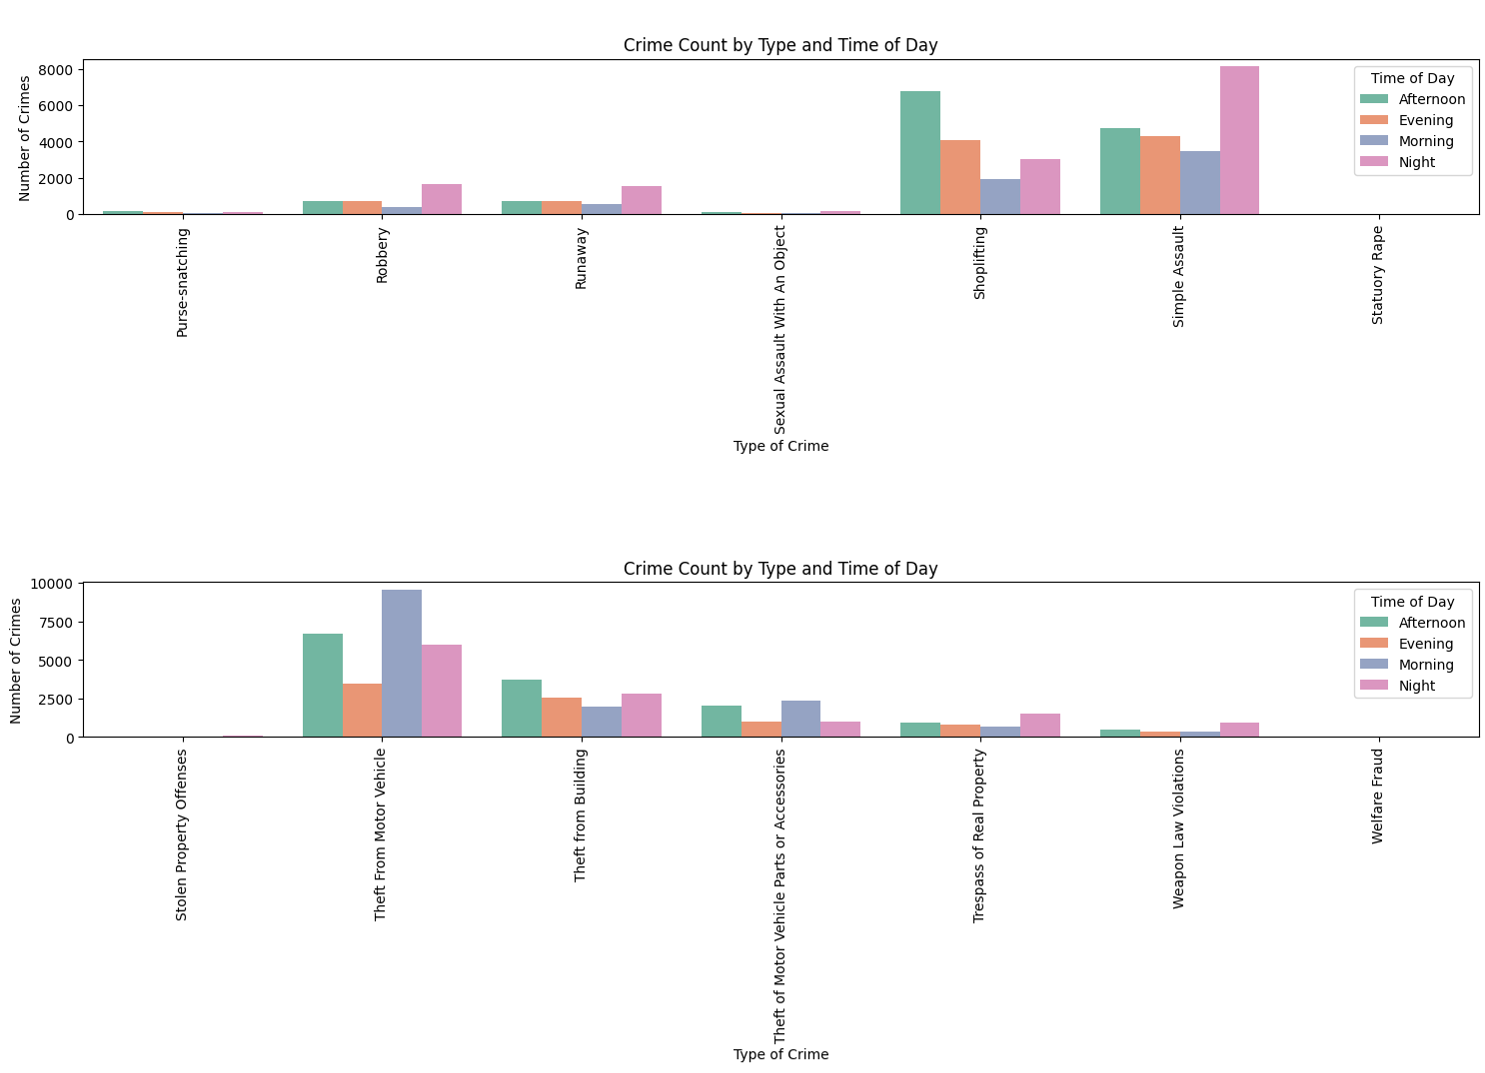 Crime Count by Type and Time of Day
Number of Crimes
8000
6000
4000
2000
0
Time of Day
Afternoon
Evening
Morning
Night
Purse-snatching
Robbery
Runaway
Sexual Assault With An Object
Shoplifting
Simple Assault
Statuory Rape
Type of Crime
Crime Count by Type and Time of Day
Number of Crimes
10000
7500
5000
2500
0
Time of Day
Afternoon
Evening
Morning
Night
Stolen Property Offenses
Theft From Motor Vehicle
Theft from Building
Theft of Motor Vehicle Parts or Accessories
Trespass of Real Property
Weapon Law Violations
Welfare Fraud
Type of Crime